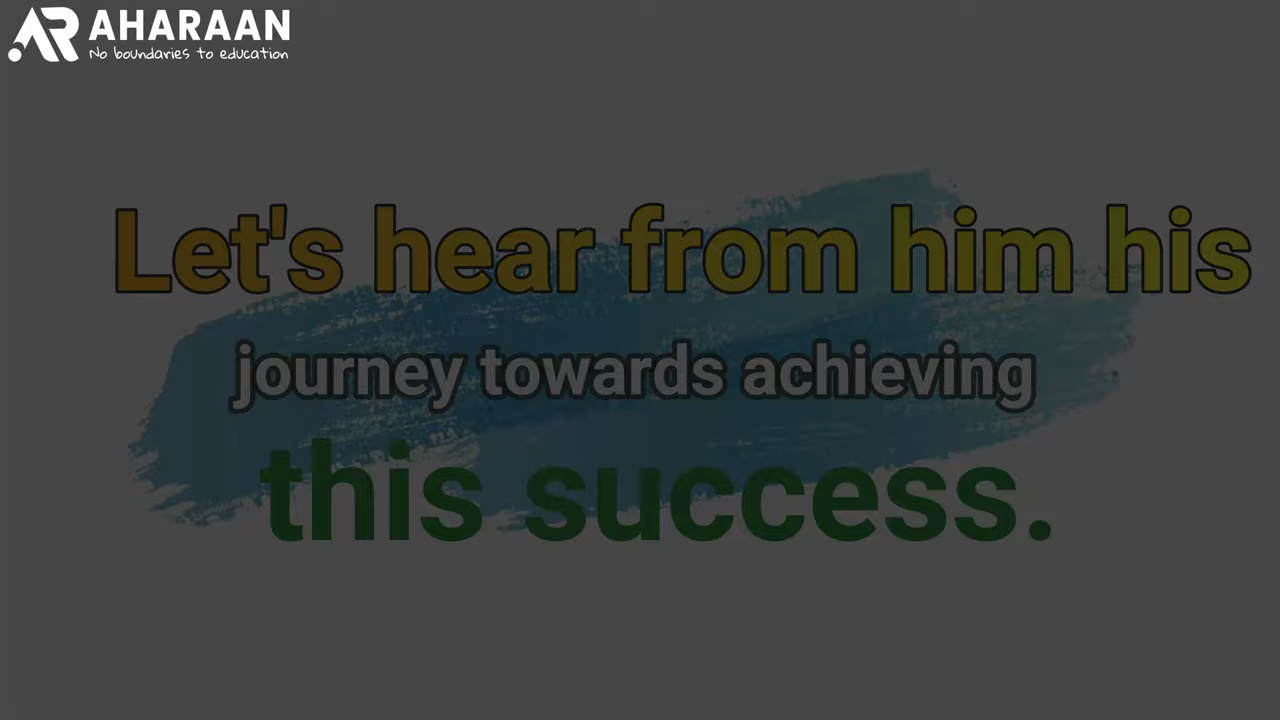 AHARAAN
No boundaries to education
Let's hear from him his
journey towards achieving
this success.